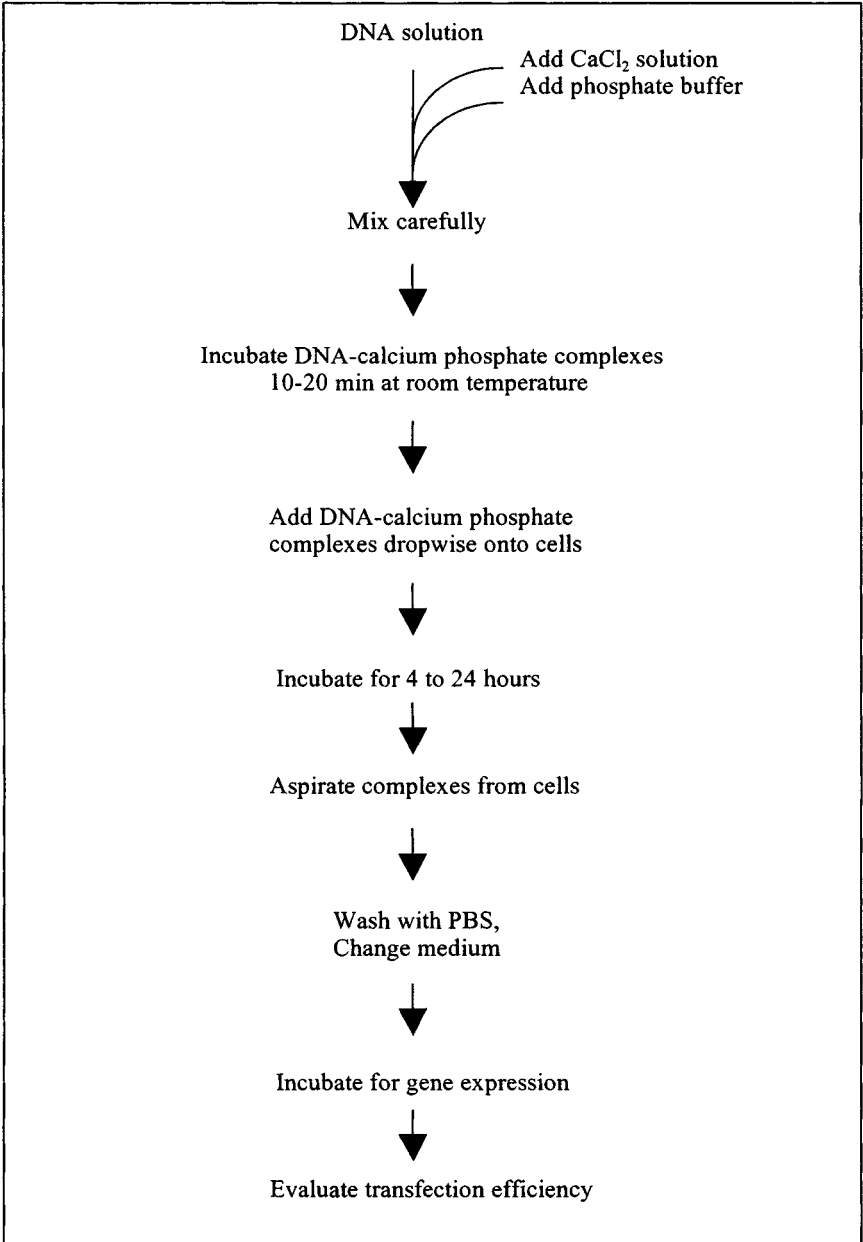 DNA solution
Add CaCl₂ solution
Add phosphate buffer
Mix carefully
Incubate DNA-calcium phosphate complexes
10-20 min at room temperature
Add DNA-calcium phosphate
complexes dropwise onto cells
Incubate for 4 to 24 hours
Aspirate complexes from cells
Wash with PBS,
Change medium
Incubate for gene expression
Evaluate transfection efficiency